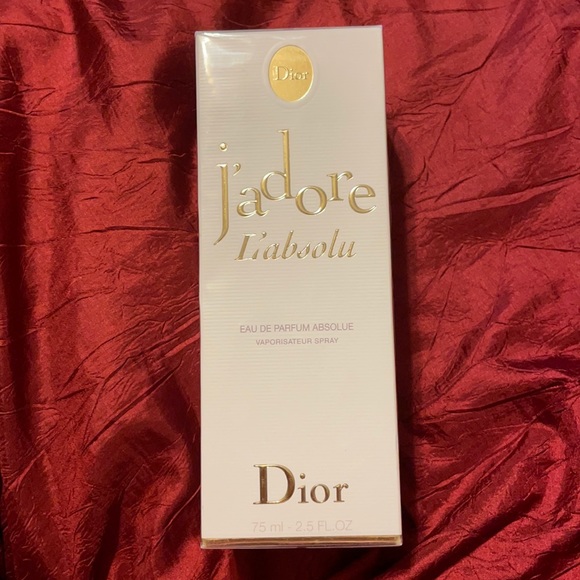 Dior
j'adore
L'absolu
EAU DE PARFUM ABSOLUE
VAPORISATEUR SPRAY
Dior
75 ml - 2.5 FL.OZ